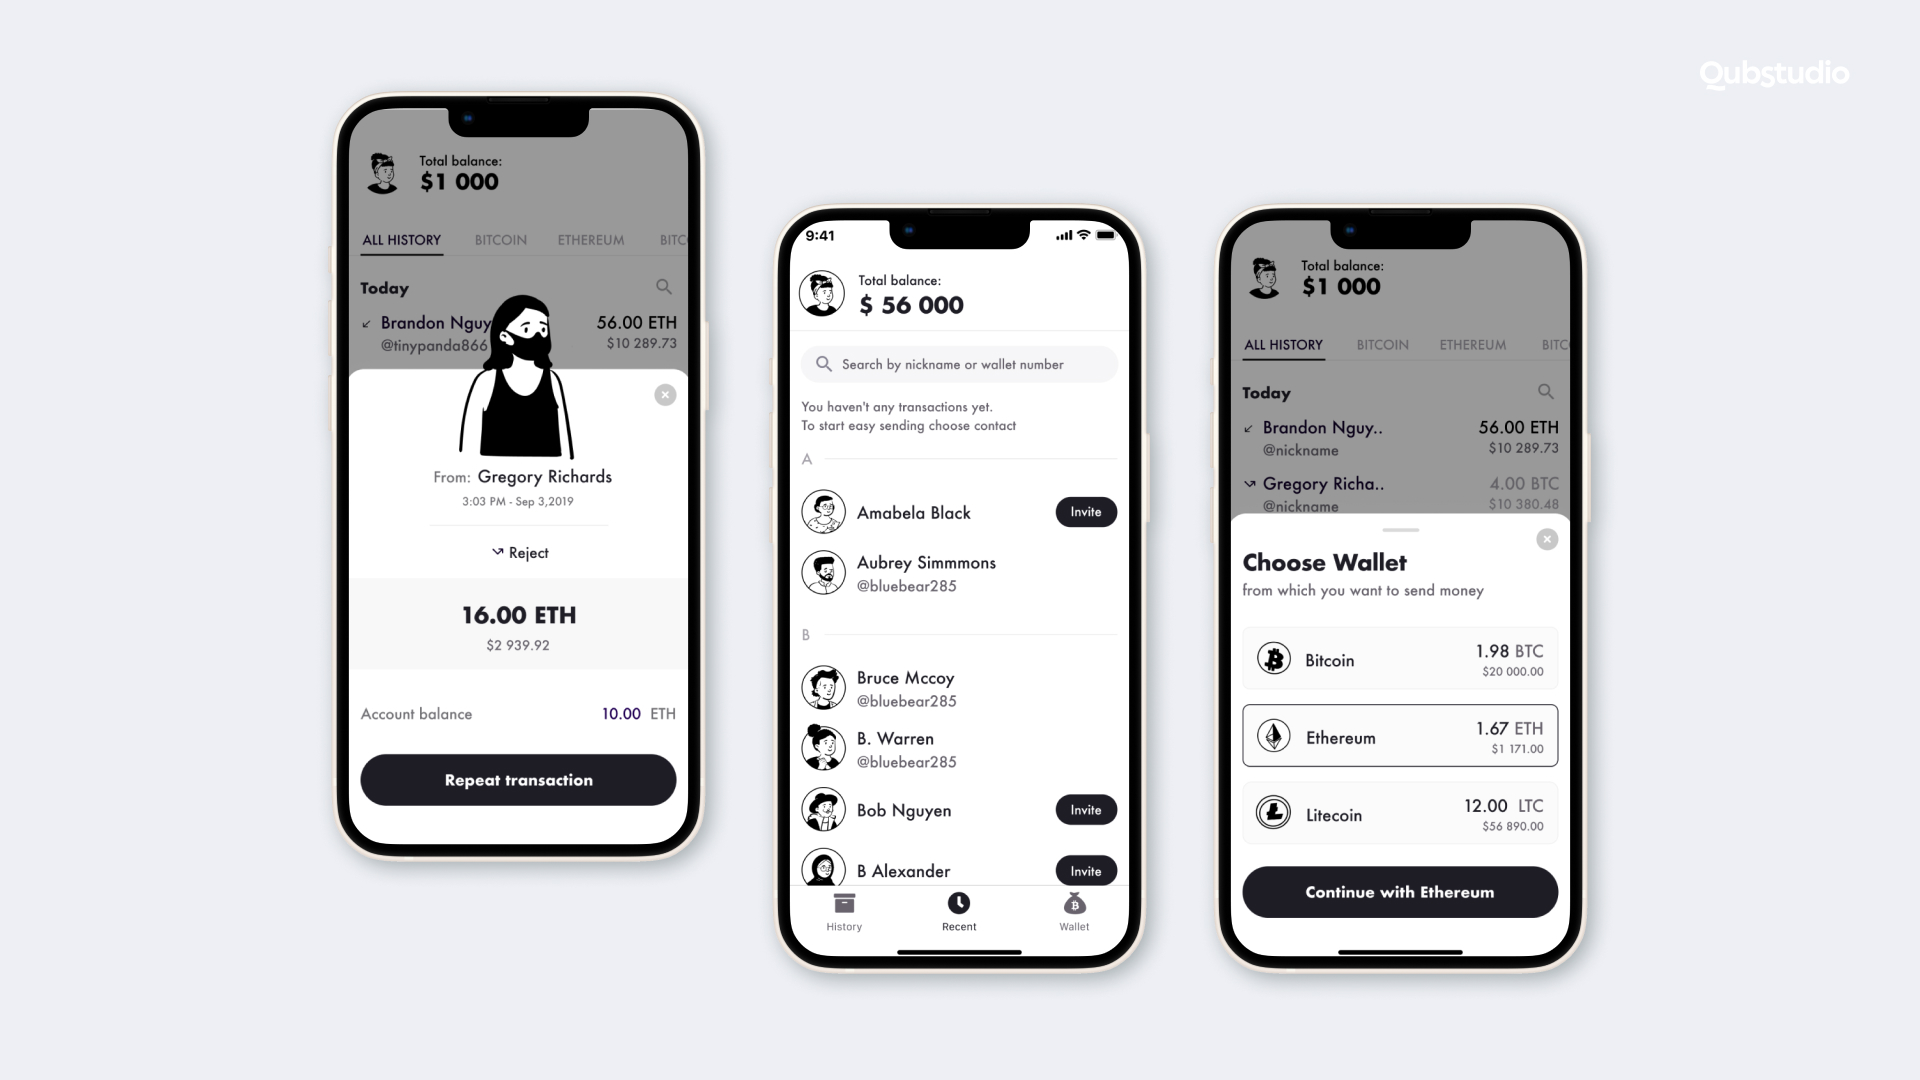 Qubstudio
Total balance:
$1 000
ALL HISTORY BITCOIN ETHEREUM BITC
Today
Brandon Nguy 56.00 ETH
@tinypanda866 $10 289.73
From: Gregory Richards
3:03 PM - Sep 3,2019
Reject
16.00 ETH
$2 939.92
Account balance 10.00 ETH
Repeat transaction
9:41
Total balance:
$ 56 000
Search by nickname or wallet number
You haven't any transactions yet.
To start easy sending choose contact
A
Amabela Black Invite
Aubrey Simmmons
@bluebear285
B
Bruce Mccoy
@bluebear285
B. Warren
@bluebear285
Bob Nguyen Invite
B Alexander Invite
History Recent Wallet
Total balance:
$1 000
ALL HISTORY BITCOIN ETHEREUM BITC
Today
Brandon Nguy.. 56.00 ETH
@nickname $10 289.73
Gregory Richa.. 4.00 BTC
@nickname $10 380.48
Choose Wallet
from which you want to send money
Bitcoin 1.98 BTC
$20 000.00
Ethereum 1.67 ETH
$1 171.00
Litecoin 12.00 LTC
$56 890.00
Continue with Ethereum